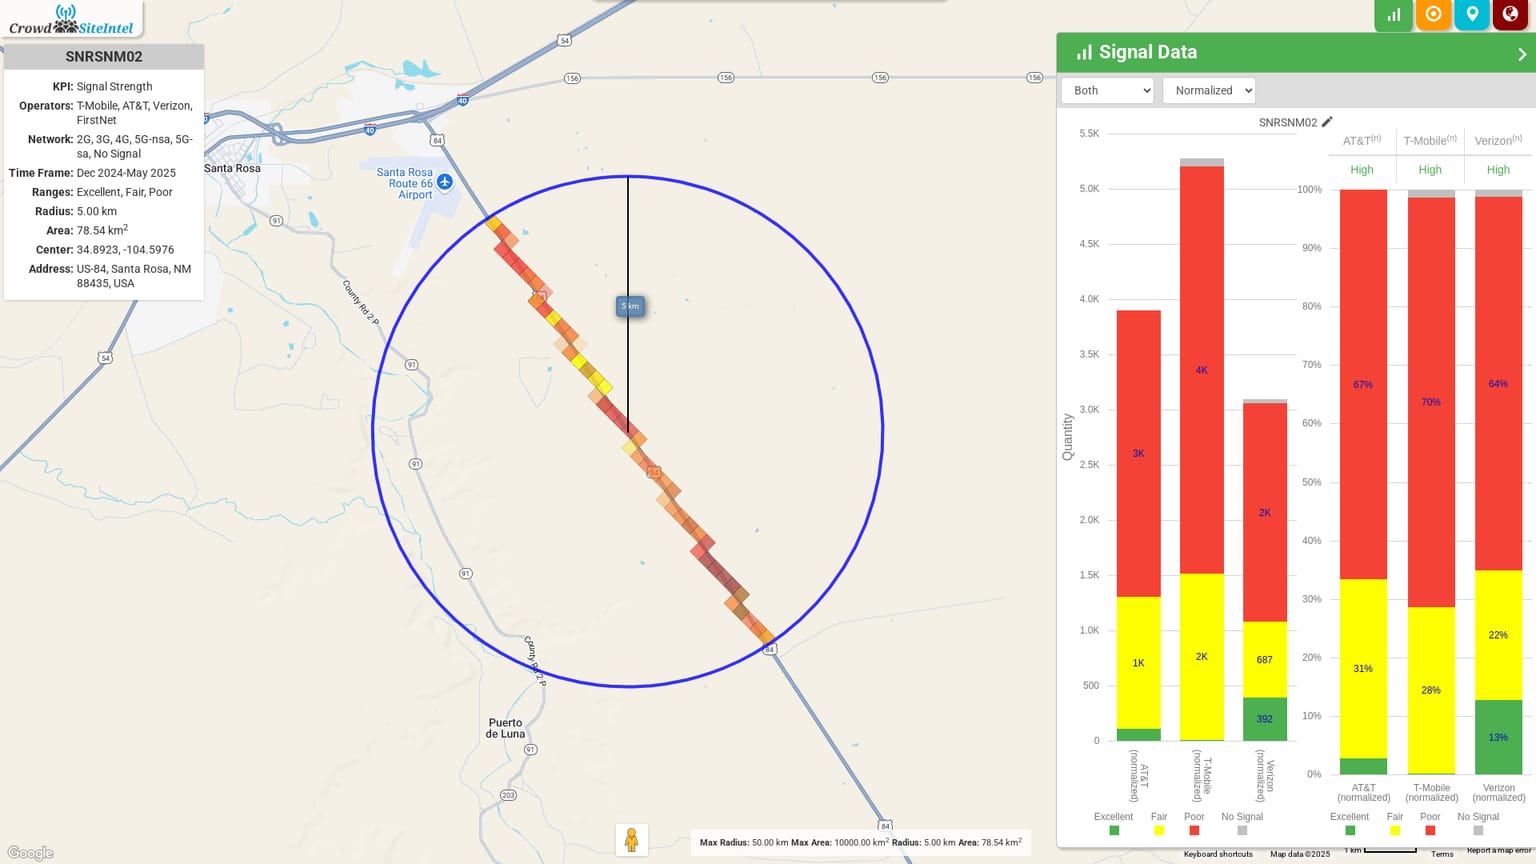 Crowd SiteIntel
SNRSNM02
KPI: Signal Strength
Operators: T-Mobile, AT&T, Verizon,
FirstNet
Network: 2G, 3G, 4G, 5G-nsa, 5G-
sa, No Signal
Time Frame: Dec 2024-May 2025
Ranges: Excellent, Fair, Poor
Radius: 5.00 km
Area: 78.54 km²
Center: 34.8923, -104.5976
Address: US-84, Santa Rosa, NM
88435, USA
54
156
156
156
156
40
40
84
Santa Rosa
Santa Rosa
Route 66
Airport
91
County Rd 2 P
5 km
54
91
91
91
County Rd 2 P
84
Puerto
de Luna
91
203
84
Google
Max Radius: 50.00 km Max Area: 10000.00 km² Radius: 5.00 km Area: 78.54 km²
Signal Data
Both
Normalized
SNRSNM02
5.5K
5.0K
4.5K
4.0K
3.5K
3.0K
2.5K
2.0K
1.5K
1.0K
500
0
Quantity
3K
1K
4K
2K
2K
687
392
AT&T
(normalized)
T-Mobile
(normalized)
Verizon
(normalized)
Excellent
Fair
Poor
No Signal
AT&T(n)
T-Mobile(n)
Verizon(n)
High
High
High
100%
90%
80%
70%
60%
50%
40%
30%
20%
10%
0%
67%
31%
70%
28%
64%
22%
13%
AT&T
(normalized)
T-Mobile
(normalized)
Verizon
(normalized)
Excellent
Fair
Poor
No Signal
Keyboard shortcuts
Map data ©2025
1 km
Terms
Report a map error